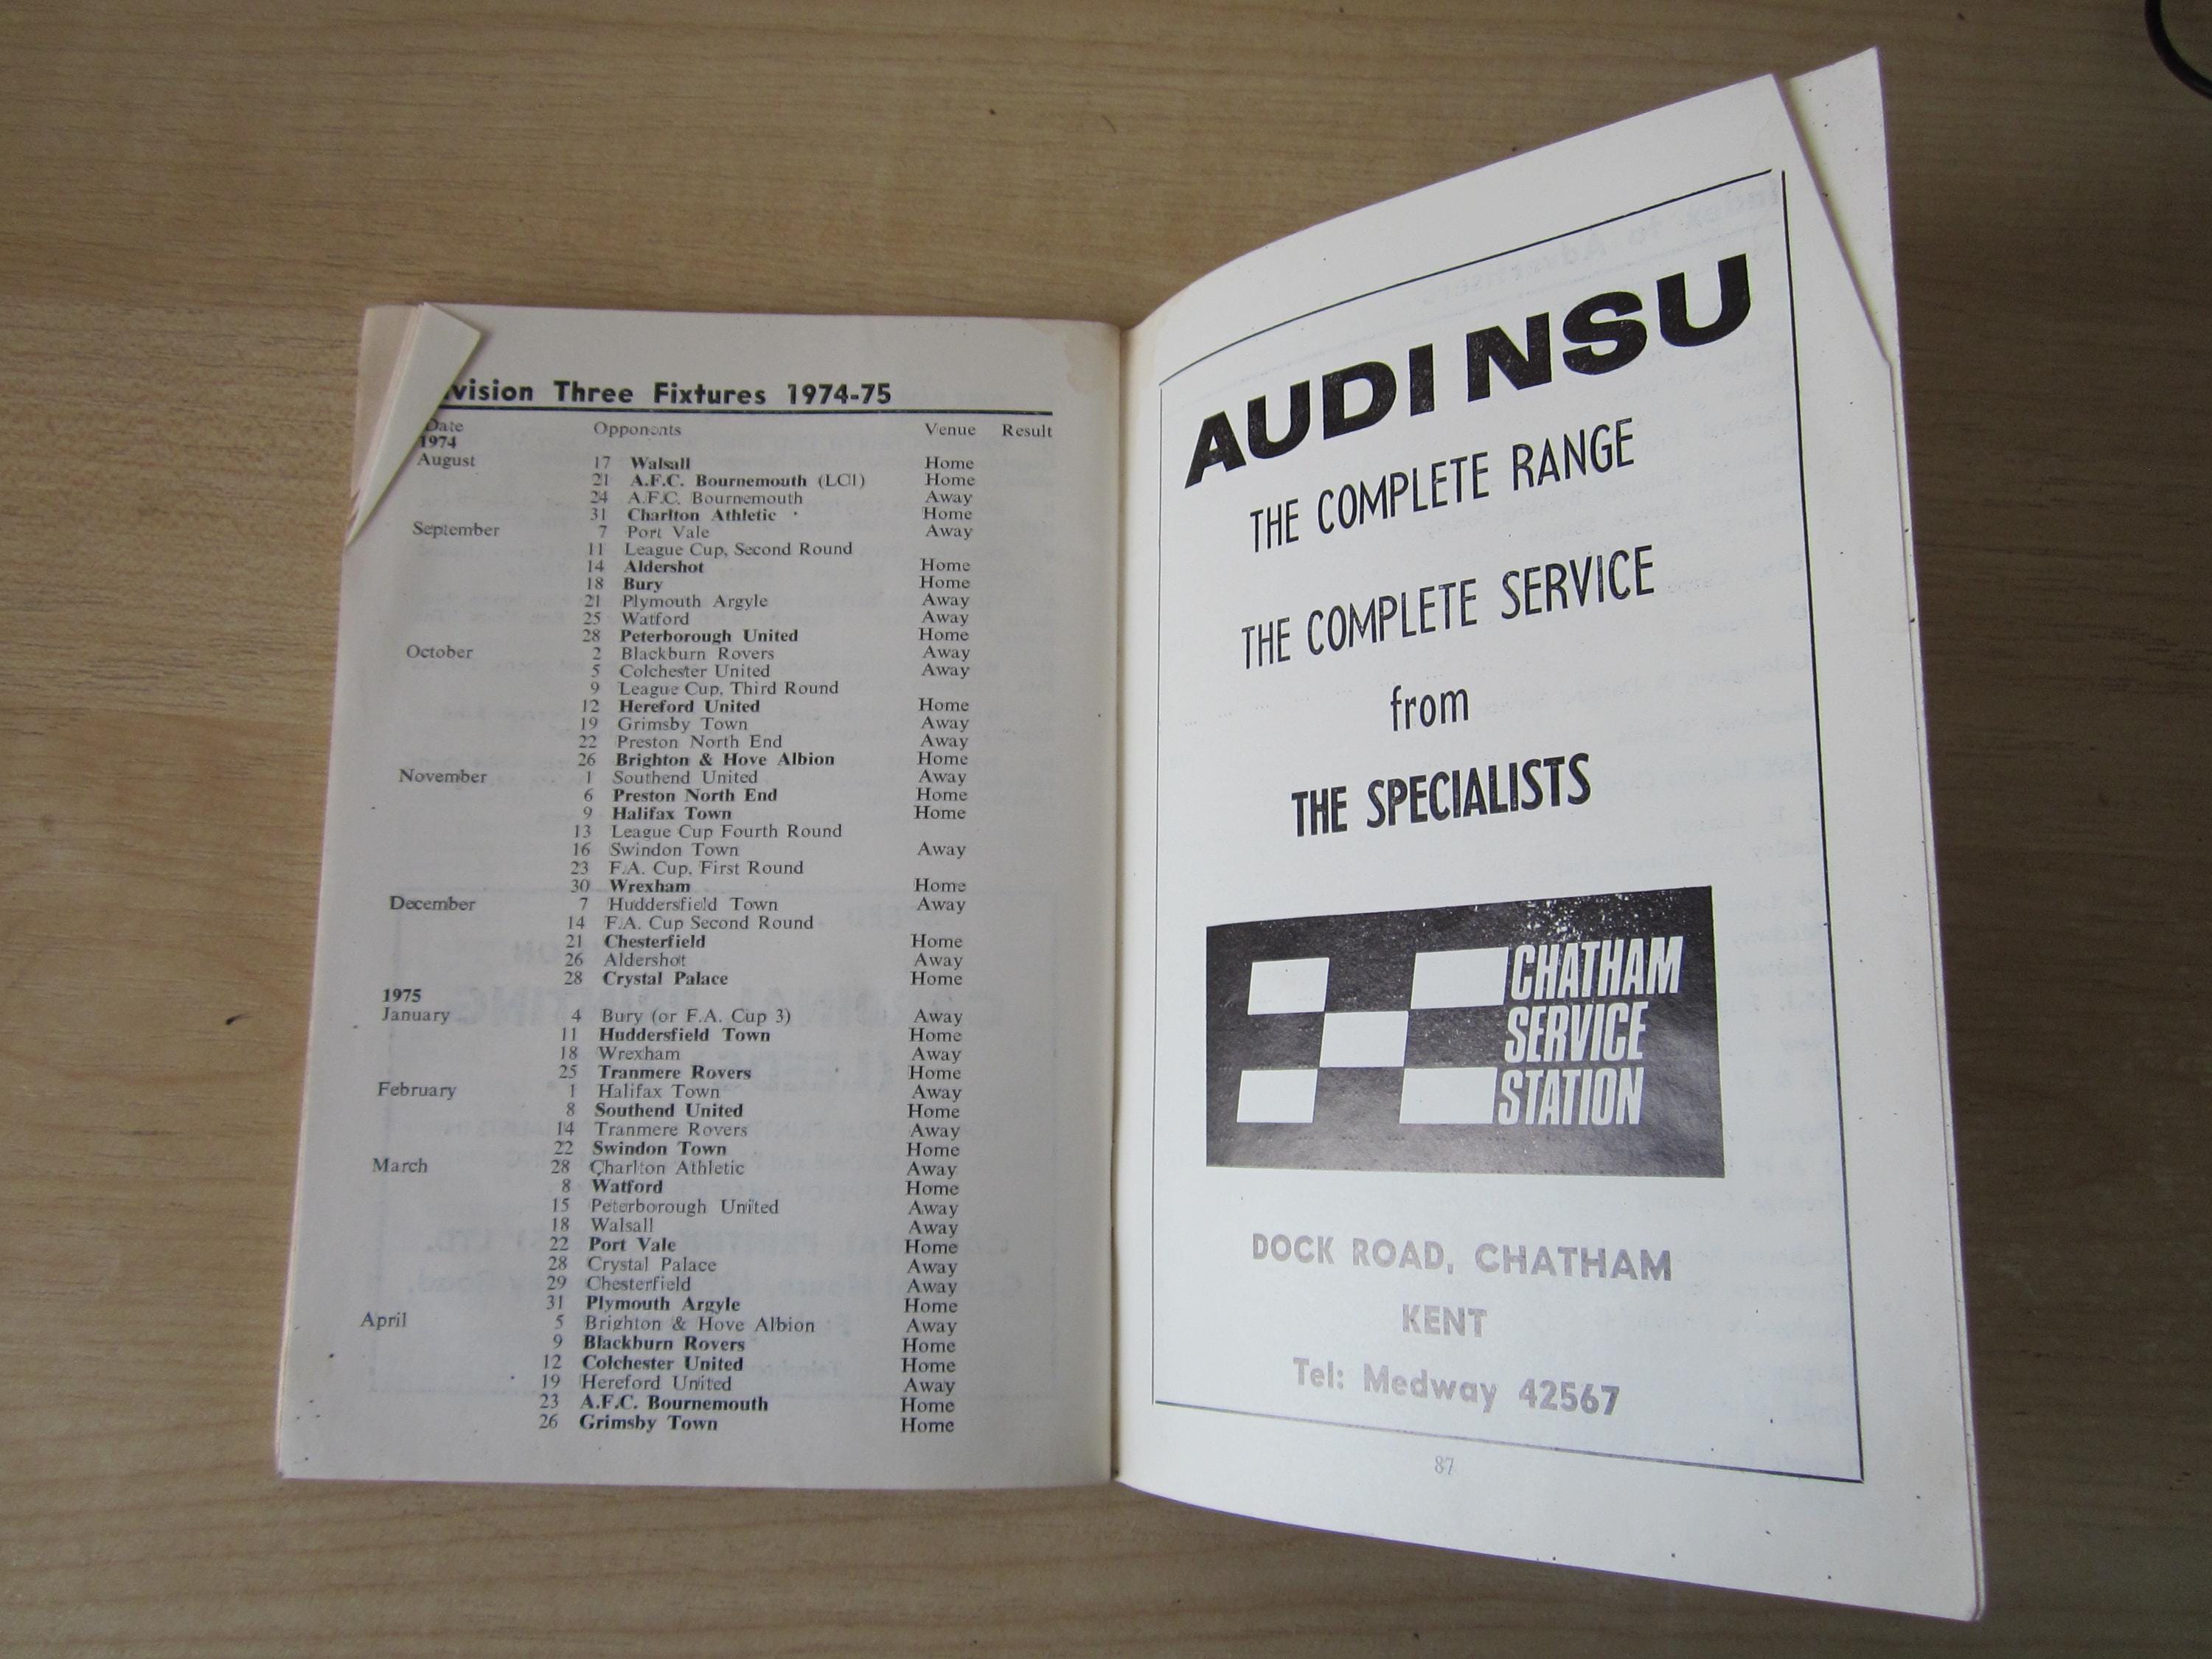 vision Three Fixtures 1974-75
Date Opponents Venue Result
1974
August 17 Walsall Home
21 A.F.C. Bournemouth (LC1) Home
24 A.F.C. Bournemouth Away
31 Charlton Athletic Home
September 7 Port Vale Away
11 League Cup, Second Round
14 Aldershot Home
18 Bury Home
21 Plymouth Argyle Away
25 Watford Away
28 Peterborough United Home
October 2 Blackburn Rovers Away
5 Colchester United Away
9 League Cup, Third Round
12 Hereford United Home
19 Grimsby Town Away
22 Preston North End Away
26 Brighton & Hove Albion Home
November 1 Southend United Away
6 Preston North End Home
9 Halifax Town Home
13 League Cup Fourth Round
16 Swindon Town Away
23 F.A. Cup, First Round
30 Wrexham Home
December 7 Huddersfield Town Away
14 F.A. Cup Second Round
21 Chesterfield Home
26 Aldershot Away
28 Crystal Palace Home
1975
January 4 Bury (or F.A. Cup 3) Away
11 Huddersfield Town Home
18 Wrexham Away
25 Tranmere Rovers Home
February 1 Halifax Town Away
8 Southend United Home
14 Tranmere Rovers Away
22 Swindon Town Home
March 28 Charlton Athletic Away
8 Watford Home
15 Peterborough United Away
18 Walsall Away
22 Port Vale Home
28 Crystal Palace Away
29 Chesterfield Away
31 Plymouth Argyle Home
April 5 Brighton & Hove Albion Away
9 Blackburn Rovers Home
12 Colchester United Home
19 Hereford United Away
23 A.F.C. Bournemouth Home
26 Grimsby Town Home
AUDI NSU
THE COMPLETE RANGE
THE COMPLETE SERVICE
from
THE SPECIALISTS
CHATHAM
SERVICE
STATION
DOCK ROAD, CHATHAM
KENT
Tel: Medway 42567
87